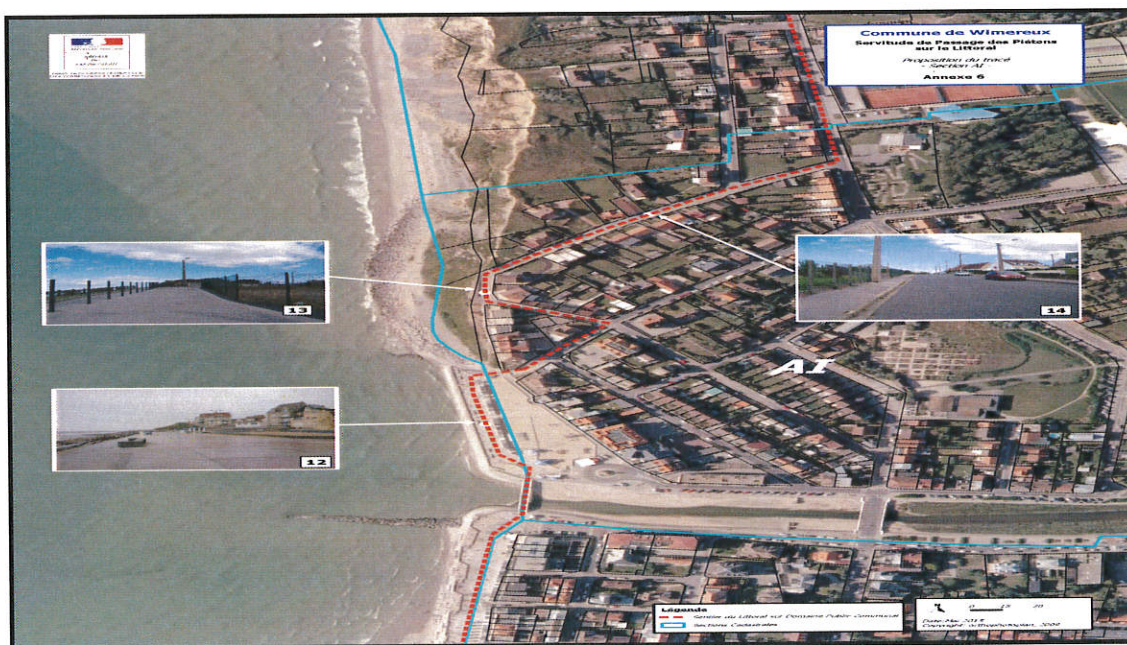 Commune de Wimereux
Servitude de Passage des Piétons
sur le Littoral
Proposition du tracé
- Section AI
Annexe 6
13
14
AI
12
Légende
Sentier du Littoral sur Domaine Public Communal
Sections Cadastrales
0